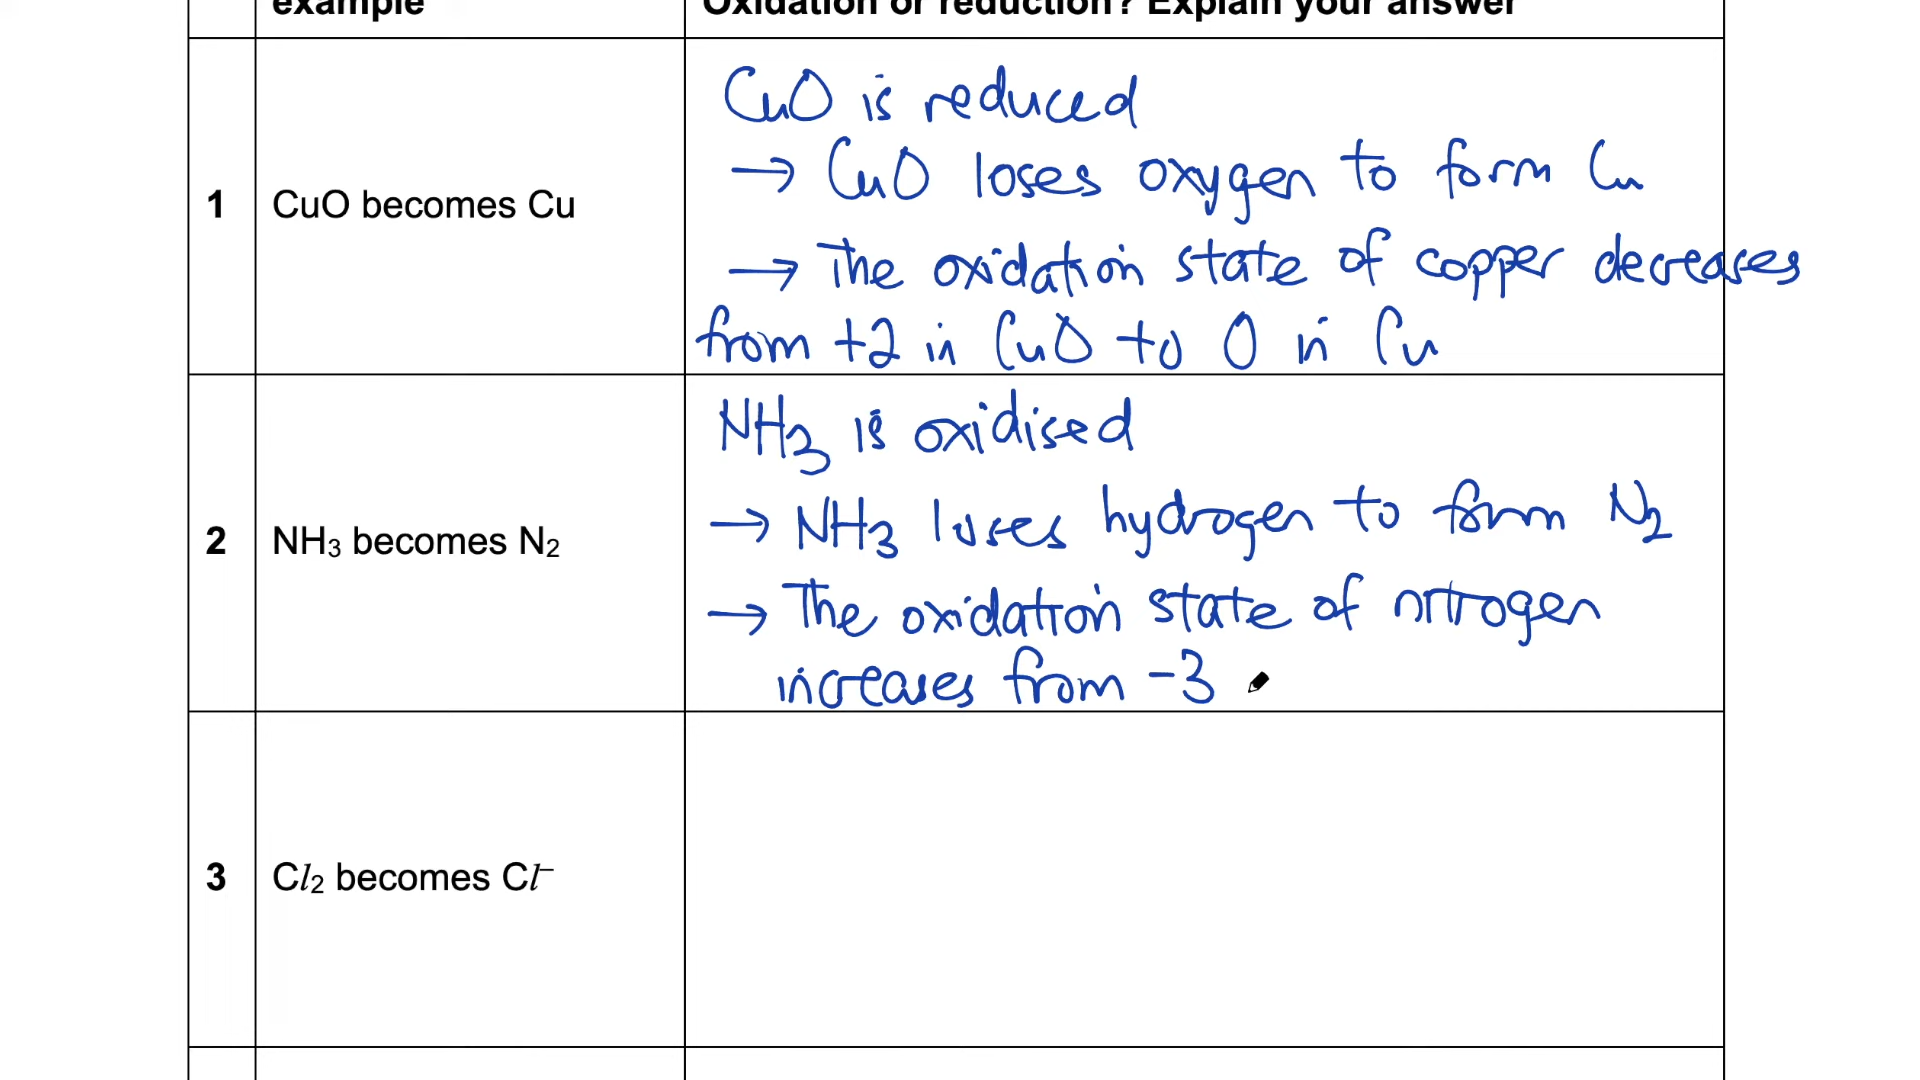 example Oxidation or reduction? Explain your answer
1 CuO becomes Cu
CuO is reduced
→ CuO loses oxygen to form Cu
→ The oxidation state of copper decreases
from +2 in CuO to 0 in Cu
2 NH3 becomes N2
NH3 is oxidised
→ NH3 loses hydrogen to form N2
→ The oxidation state of nitrogen
increases from -3
3 Cl2 becomes Cl–